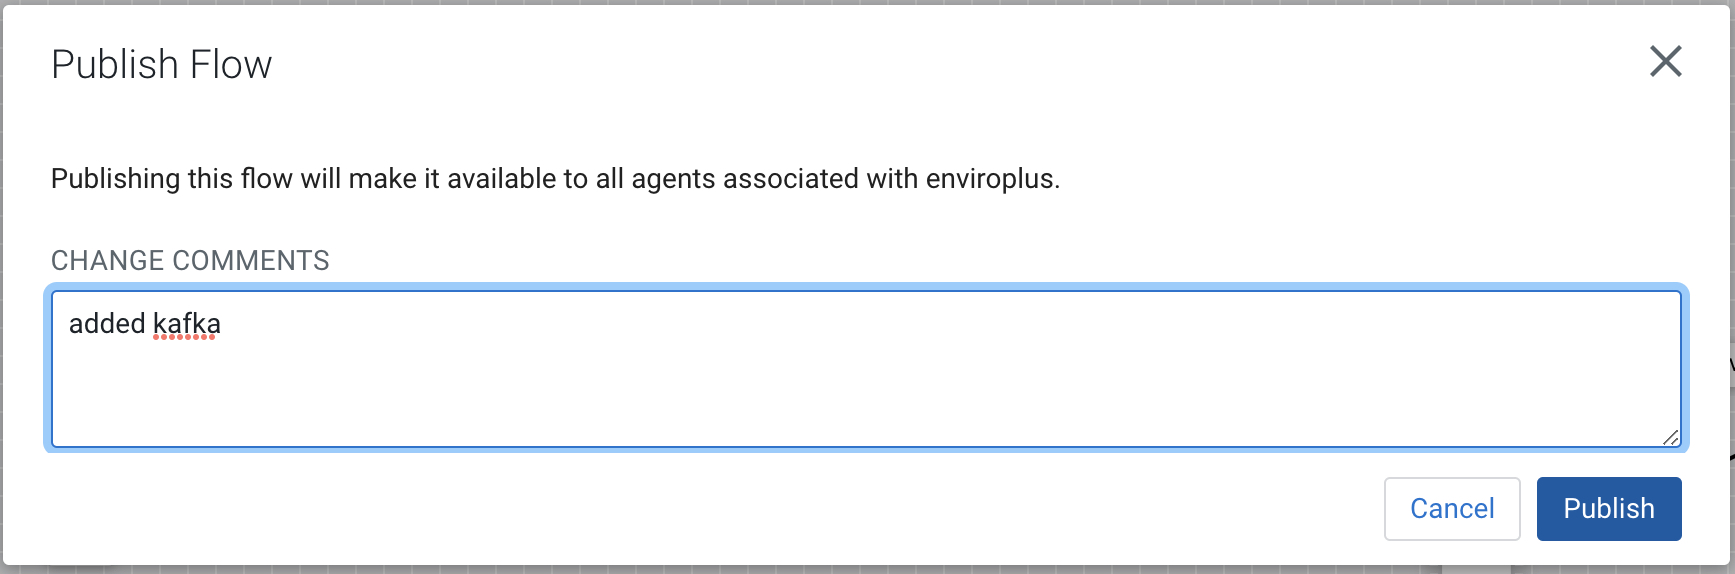 Publish Flow
Publishing this flow will make it available to all agents associated with enviroplus.
CHANGE COMMENTS
added kafka
Cancel
Publish